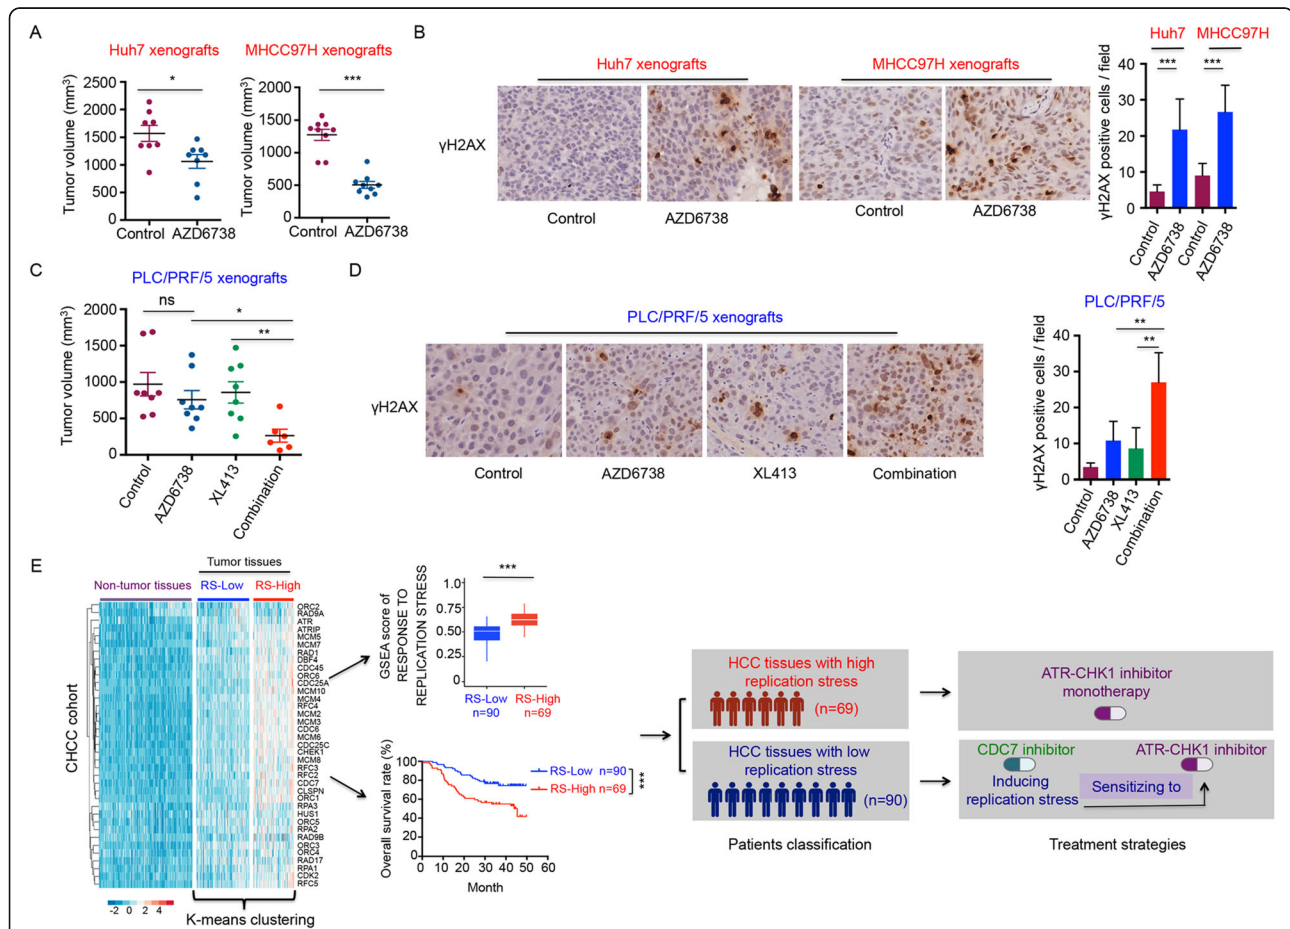 A
Huh7 xenografts
MHCC97H xenografts
*
***
Tumor volume (mm³)
2500
2000
1500
1000
500
0
Control
AZD6738
Tumor volume (mm³)
2000
1500
1000
500
0
Control
AZD6738
B
Huh7 xenografts
MHCC97H xenografts
γH2AX
Control
AZD6738
Control
AZD6738
Huh7
MHCC97H
***
***
γH2AX positive cells / field
40
30
20
10
0
Control
AZD6738
Control
AZD6738
C
PLC/PRF/5 xenografts
ns
*
**
Tumor volume (mm³)
2000
1500
1000
500
0
Control
AZD6738
XL413
Combination
D
PLC/PRF/5 xenografts
γH2AX
Control
AZD6738
XL413
Combination
PLC/PRF/5
**
**
γH2AX positive cells / field
40
30
20
10
0
Control
AZD6738
XL413
Combination
E
Tumor tissues
Non-tumor tissues
RS-Low
RS-High
CHCC cohort
ORC2
RAD9A
ATR
ATRIP
MCM5
MCM7
RAD1
DBF4
CDC45
ORC6
CDC25A
MCM10
MCM4
RFC4
MCM2
MCM3
CDC6
MCM6
CDC25C
CHEK1
MCM8
RFC3
RFC2
CDC7
CLSPN
ORC1
RPA3
HUS1
ORC5
RPA2
RAD9B
ORC3
ORC4
RAD17
RPA1
CDK2
RFC5
-2 0 2 4
K-means clustering
***
GSEA score of
RESPONSE TO
REPLICATION STRESS
1.0
0.75
0.50
0.25
0
RS-Low
n=90
RS-High
n=69
Overall survival rate (%)
100
80
60
40
20
0
0 10 20 30 40 50 60
Month
RS-Low n=90
RS-High n=69
***
HCC tissues with high
replication stress
(n=69)
HCC tissues with low
replication stress
(n=90)
Patients classification
ATR-CHK1 inhibitor
monotherapy
CDC7 inhibitor
ATR-CHK1 inhibitor
Inducing
replication stress
Sensitizing to
Treatment strategies